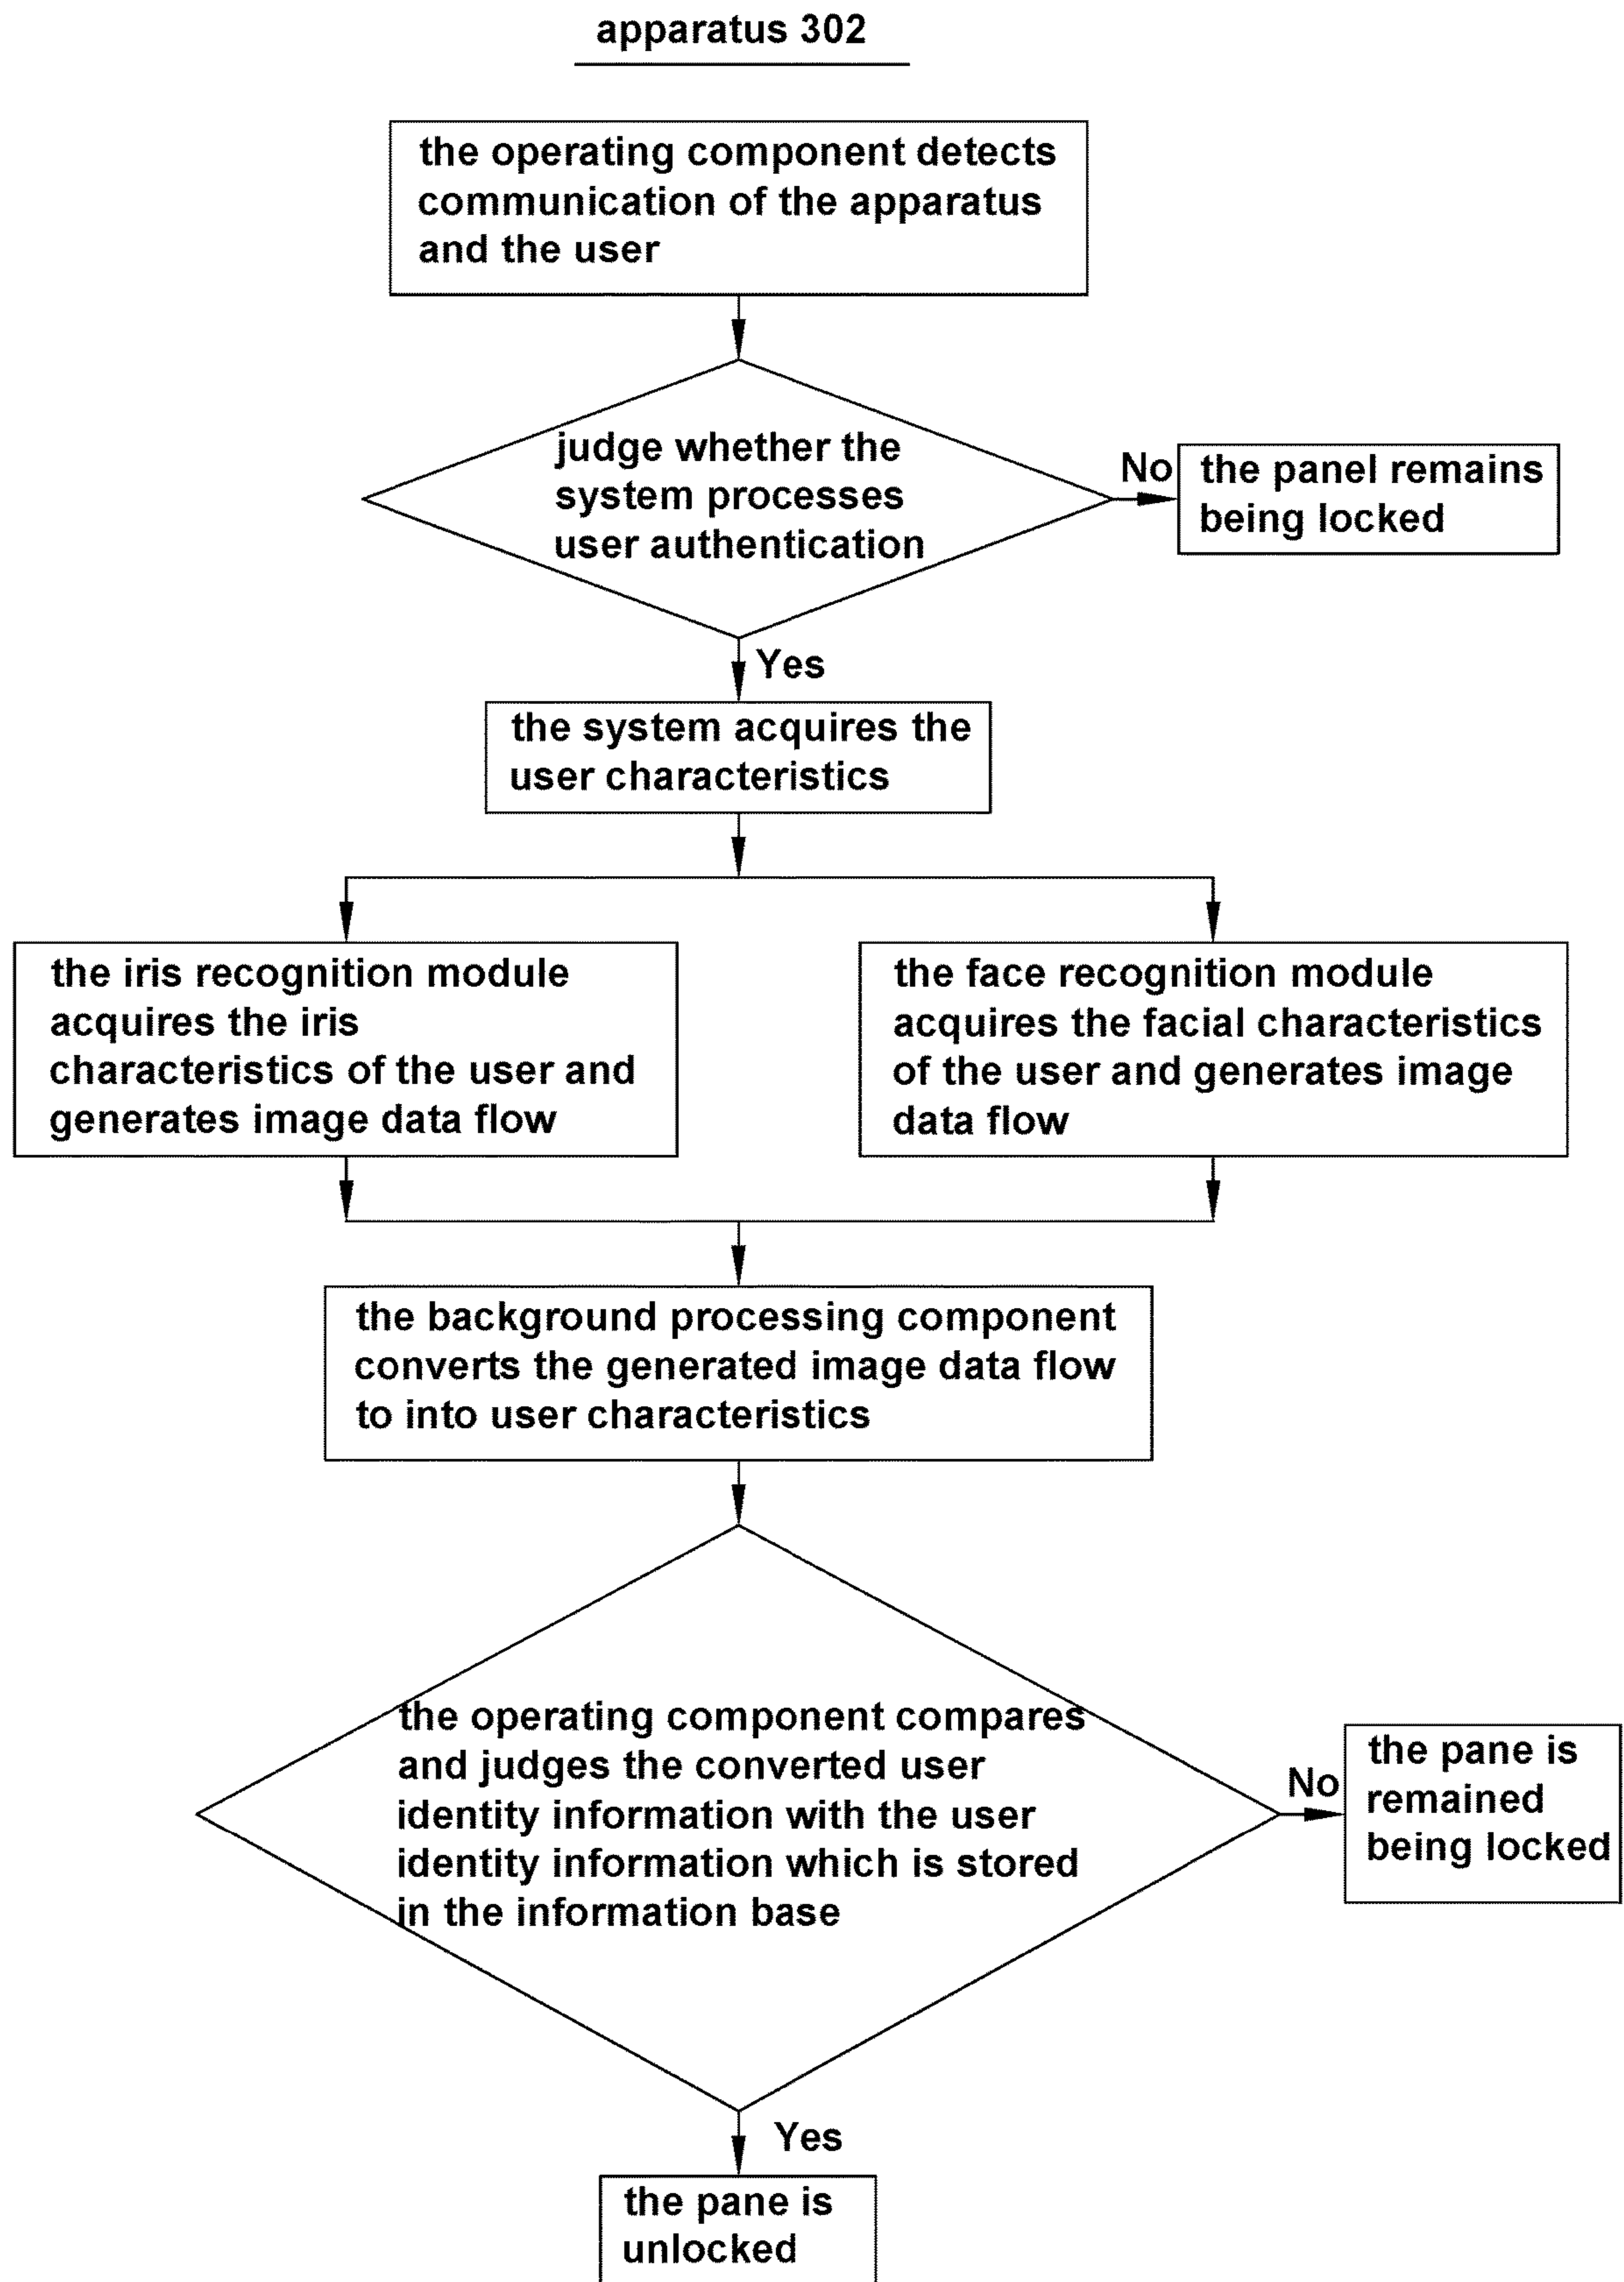 apparatus 302
the operating component detects
communication of the apparatus
and the user
judge whether the
system processes
user authentication
No
the panel remains
being locked
Yes
the system acquires the
user characteristics
the iris recognition module
acquires the iris
characteristics of the user and
generates image data flow
the face recognition module
acquires the facial characteristics
of the user and generates image
data flow
the background processing component
converts the generated image data flow
to into user characteristics
the operating component compares
and judges the converted user
identity information with the user
identity information which is stored
in the information base
No
the pane is
remained
being locked
Yes
the pane is
unlocked